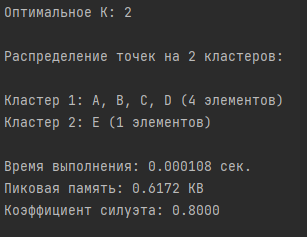 Оптимальное K: 2
Распределение точек на 2 кластеров:
Кластер 1: A, B, C, D (4 элементов)
Кластер 2: E (1 элементов)
Время выполнения: 0.000108 сек.
Пиковая память: 0.6172 KB
Коэффициент силуэта: 0.8000